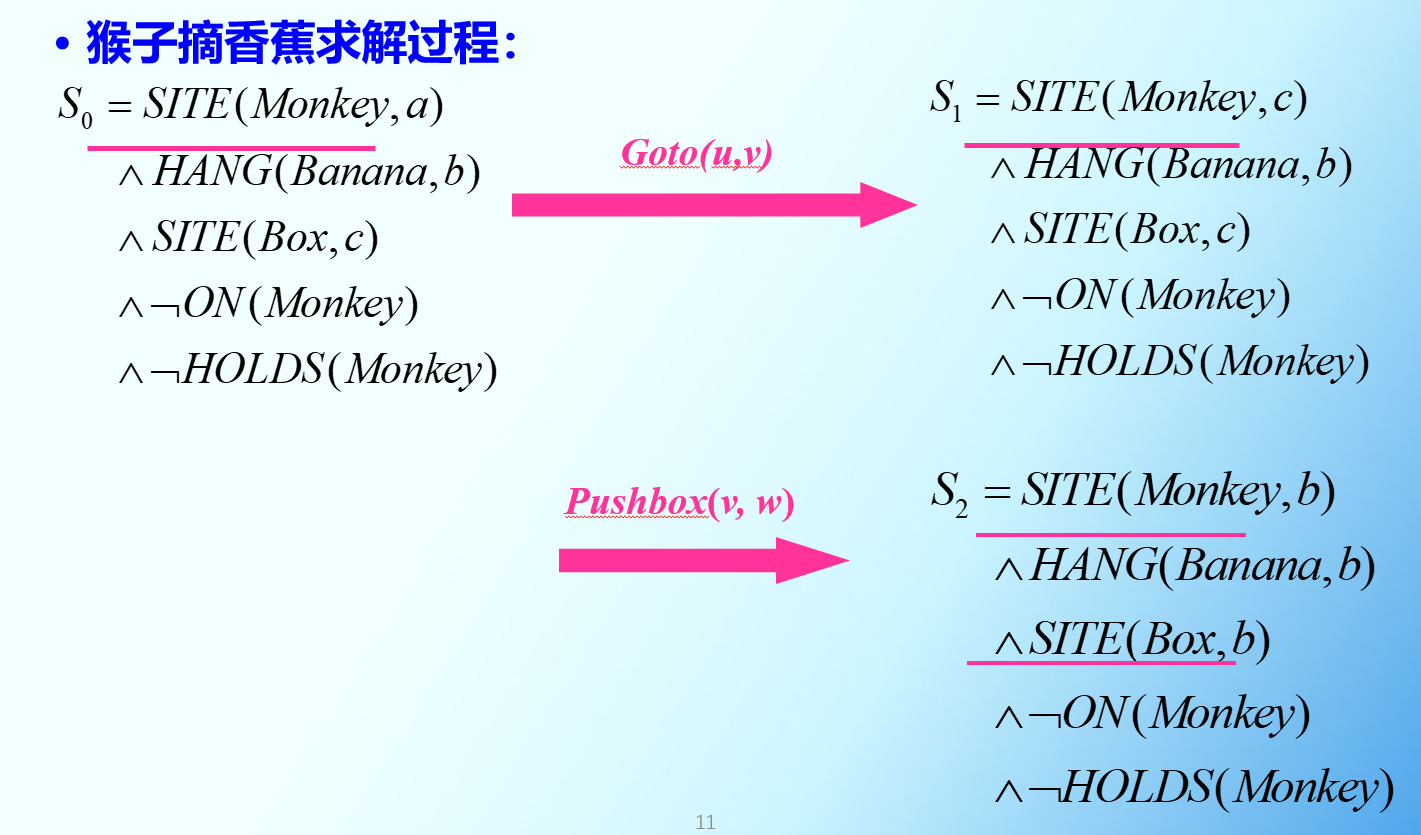 • 猴子摘香蕉求解过程：
S₀ = SITE(Monkey, a)
∧ HANG(Banana, b)
∧ SITE(Box, c)
∧ ¬ON(Monkey)
∧ ¬HOLDS(Monkey)
Goto(u,v)
S₁ = SITE(Monkey, c)
∧ HANG(Banana, b)
∧ SITE(Box, c)
∧ ¬ON(Monkey)
∧ ¬HOLDS(Monkey)
Pushbox(v, w)
S₂ = SITE(Monkey, b)
∧ HANG(Banana, b)
∧ SITE(Box, b)
∧ ¬ON(Monkey)
∧ ¬HOLDS(Monkey)
11